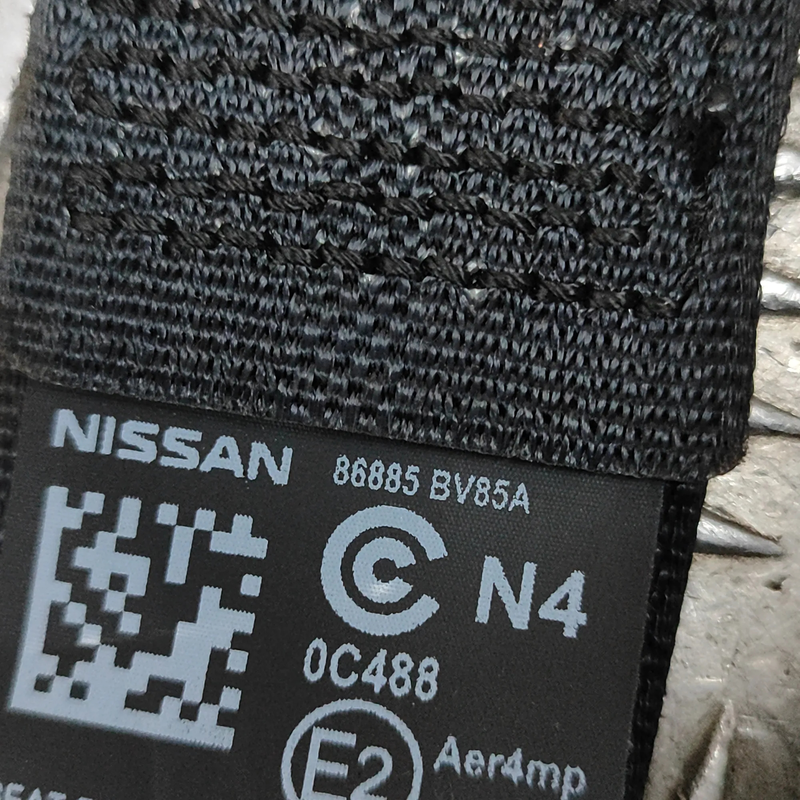 NISSAN
86885 BV85A
N4
0C488
E2
Aer4mp